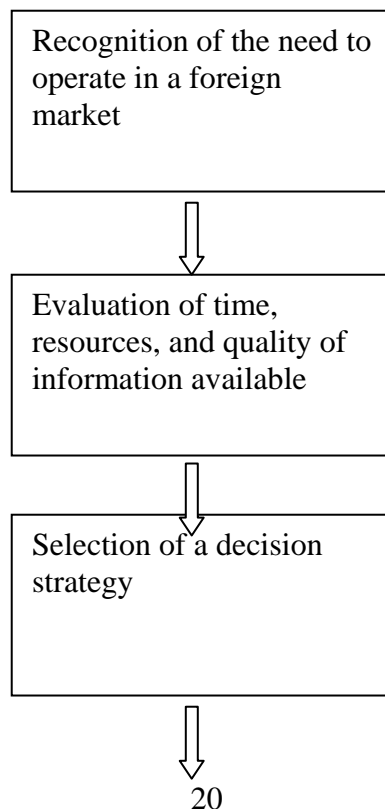 Recognition of the need to
operate in a foreign
market
Evaluation of time,
resources, and quality of
information available
Selection of a decision
strategy
20